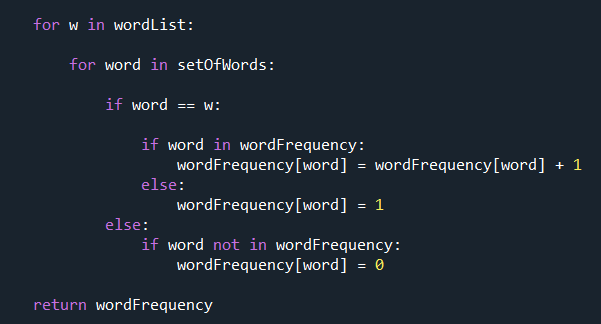 for w in wordList:
    for word in setOfWords:
        if word == w:
            if word in wordFrequency:
                wordFrequency[word] = wordFrequency[word] + 1
            else:
                wordFrequency[word] = 1
        else:
            if word not in wordFrequency:
                wordFrequency[word] = 0
return wordFrequency